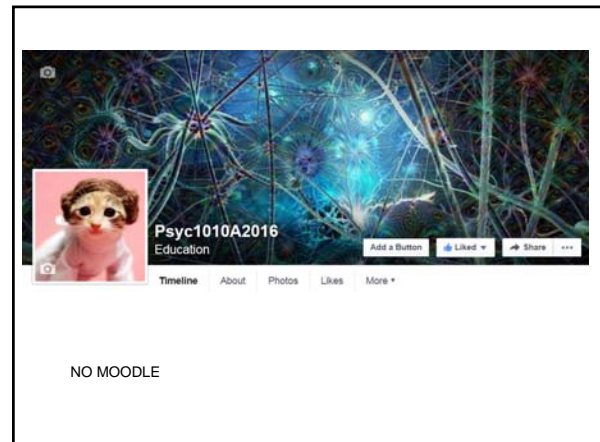 Psyc1010A2016
Education
Add a Button
Liked
Share
Timeline About Photos Likes More
NO MOODLE